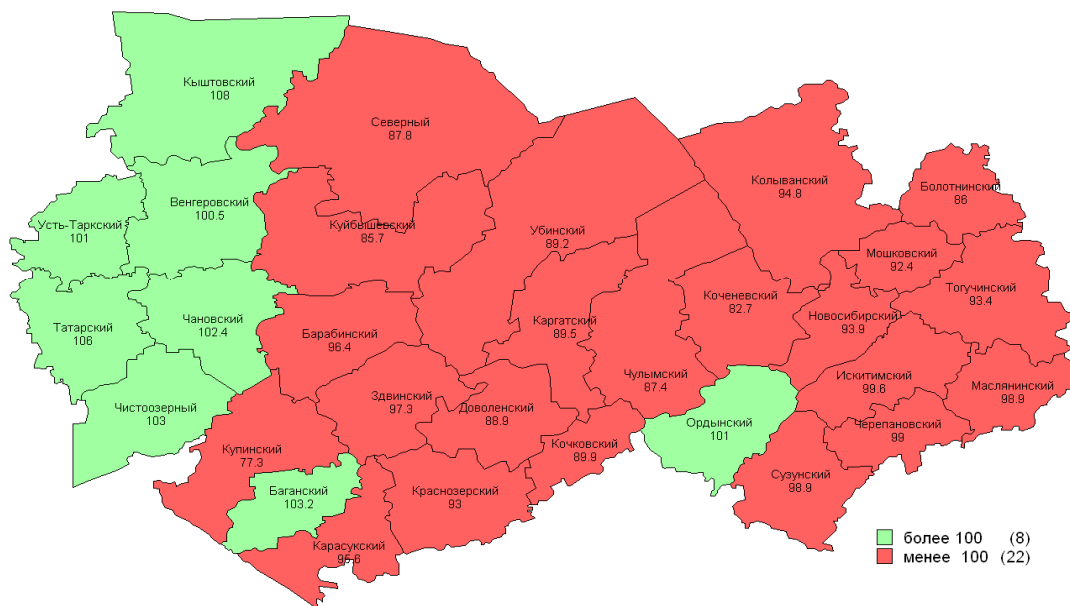 Кыштовский
108
Северный
87.8
Колыванский
94.8
Болотнинский
86
Венгеровский
100.5
Усть-Таркский
101
Куйбышевский
85.7
Убинский
89.2
Мошковский
92.4
Тогучинский
93.4
Татарский
106
Чановский
102.4
Барабинский
96.4
Каргатский
89.5
Коченевский
82.7
Новосибирский
93.9
Чулымский
87.4
Искитимский
99.6
Маслянинский
98.9
Чистоозерный
103
Здвинский
97.3
Доволенский
88.9
Ордынский
101
Черепановский
99
Купинский
77.3
Кочковский
89.9
Сузунский
98.9
Баганский
103.2
Краснозерский
93
Карасукский
95.6
более 100 (8)
менее 100 (22)